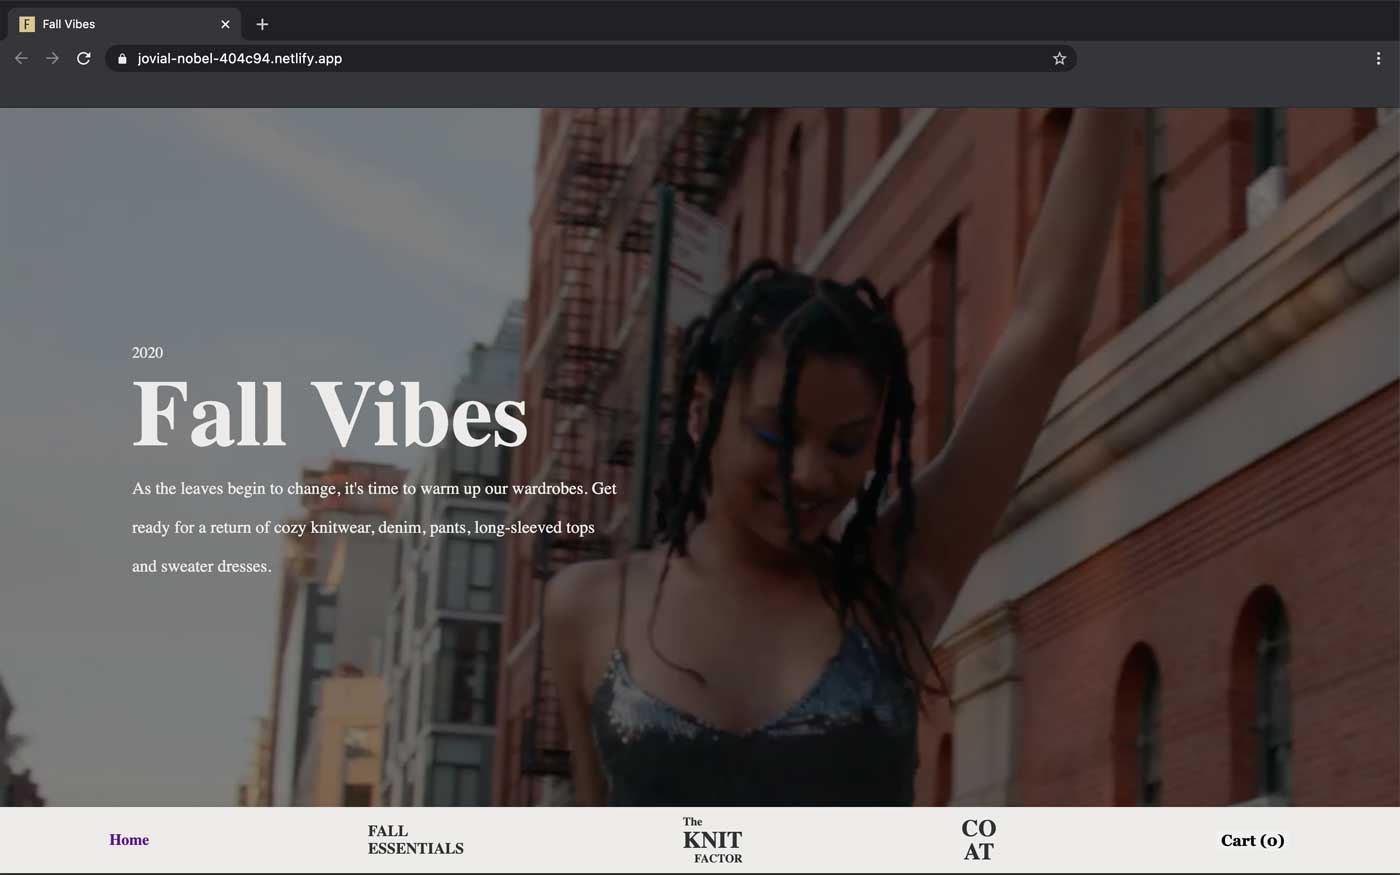 F Fall Vibes
jovial-nobel-404c94.netlify.app
2020
Fall Vibes
As the leaves begin to change, it's time to warm up our wardrobes. Get
ready for a return of cozy knitwear, denim, pants, long-sleeved tops
and sweater dresses.
Home
FALL
ESSENTIALS
The
KNIT
FACTOR
CO
AT
Cart (0)